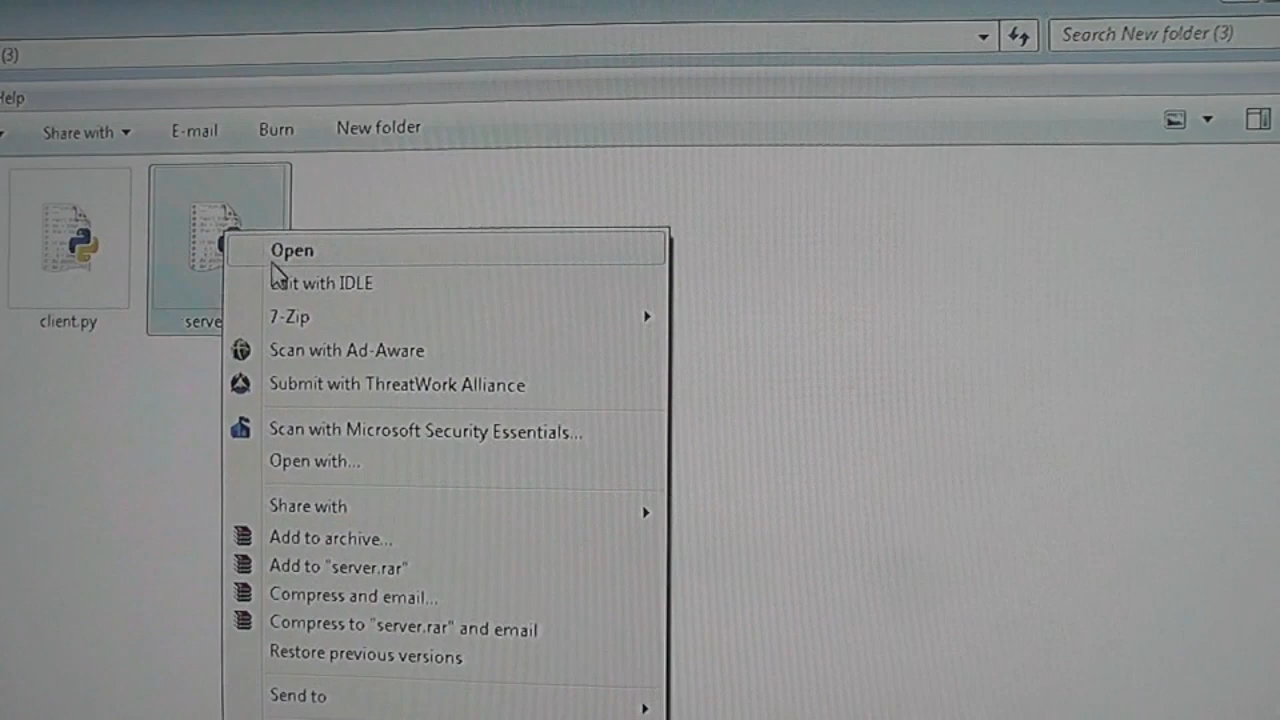 (3)
Search New folder (3)
Help
Share with
E-mail
Burn
New folder
client.py
serve
Open
it with IDLE
7-Zip
Scan with Ad-Aware
Submit with ThreatWork Alliance
Scan with Microsoft Security Essentials...
Open with...
Share with
Add to archive...
Add to "server.rar"
Compress and email...
Compress to "server.rar" and email
Restore previous versions
Send to